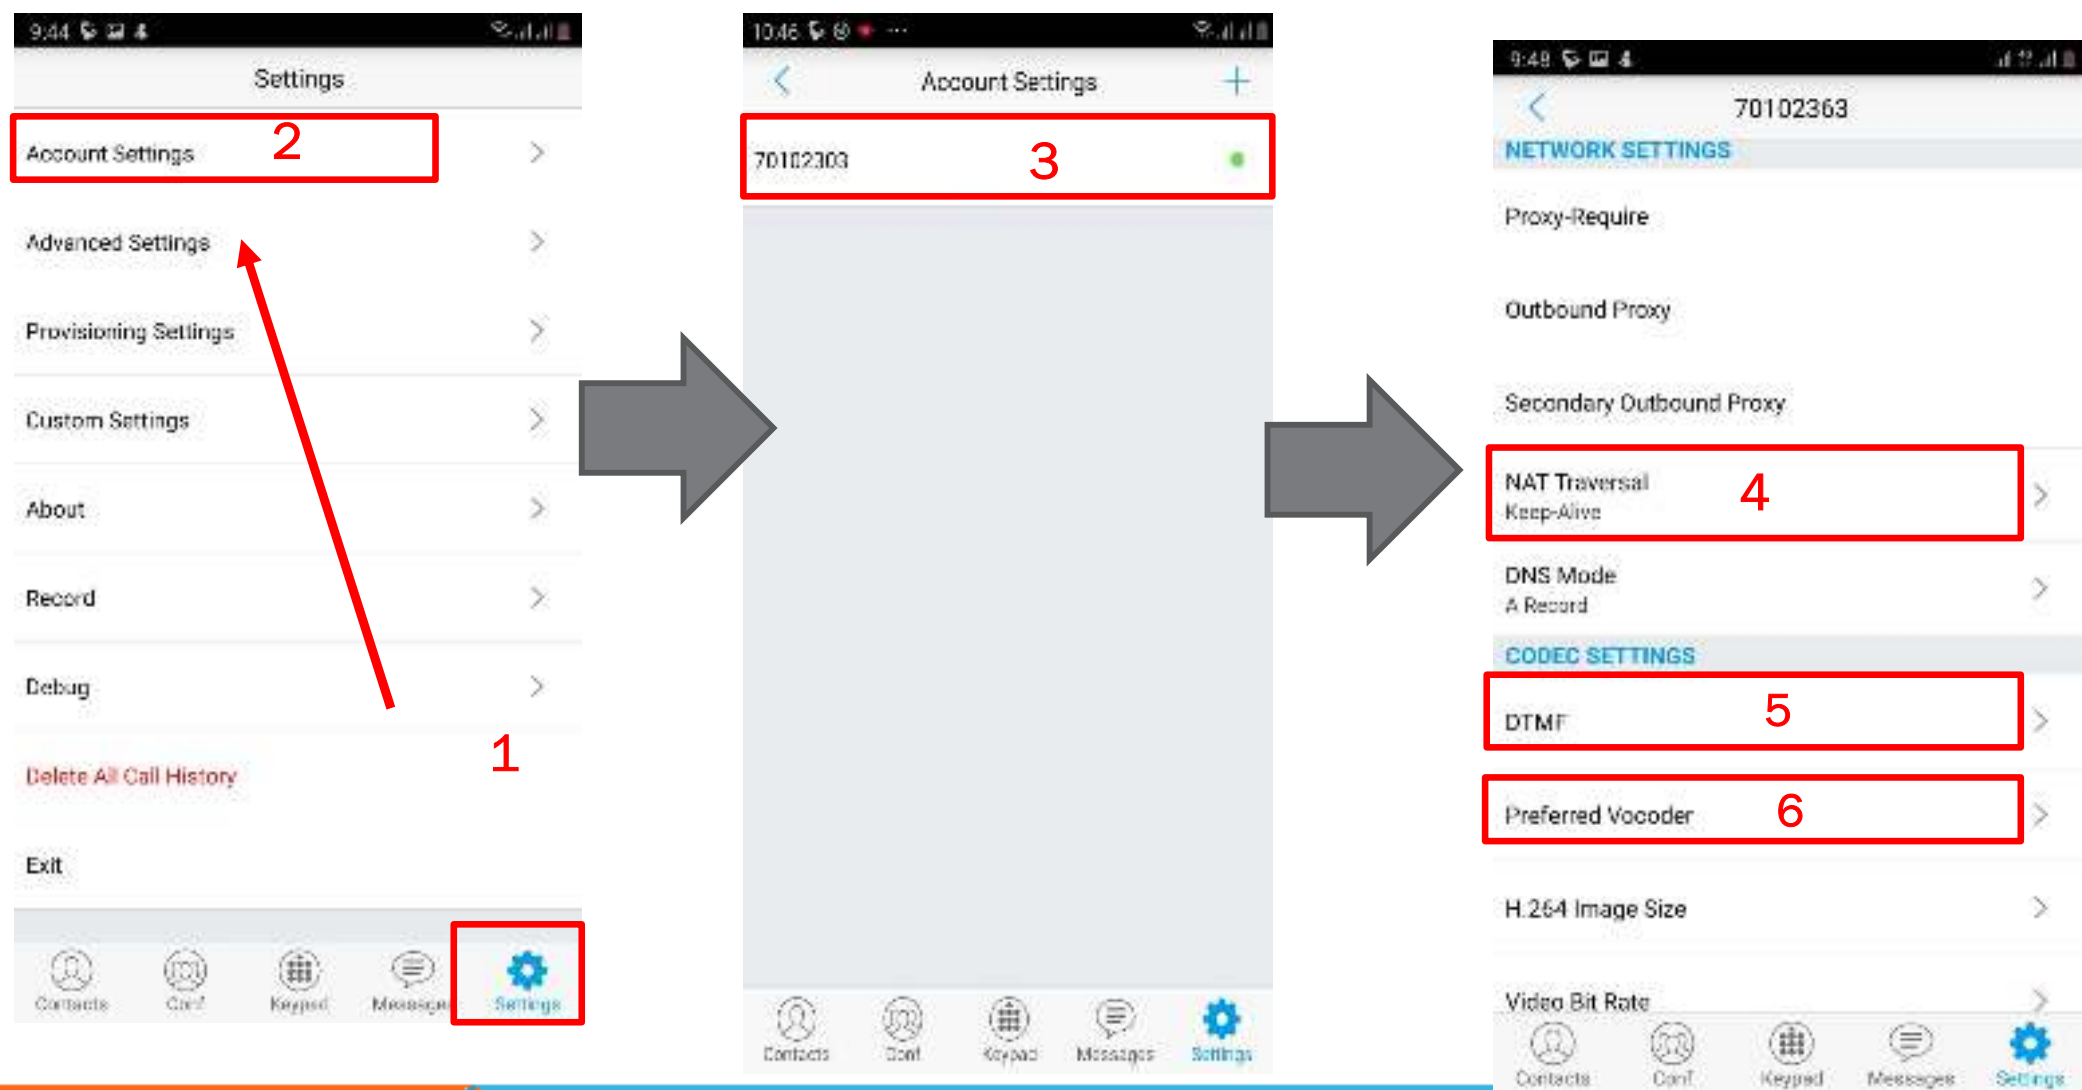 9:44
Settings
Account Settings
2
Advanced Settings
Provisioning Settings
Custom Settings
About
Record
Debug
1
Delete All Call History
Exit
Contacts Conf Keypad Messages Settings
10:46
Account Settings
70102303
3
Contacts Conf Keypad Messages Settings
9:48
70102363
NETWORK SETTINGS
Proxy-Require
Outbound Proxy
Secondary Outbound Proxy
NAT Traversal
4
Keep-Alive
DNS Mode
A Record
CODEC SETTINGS
DTMF
5
Preferred Vocoder
6
H.264 Image Size
Video Bit Rate
Contacts Conf Keypad Messages Settings